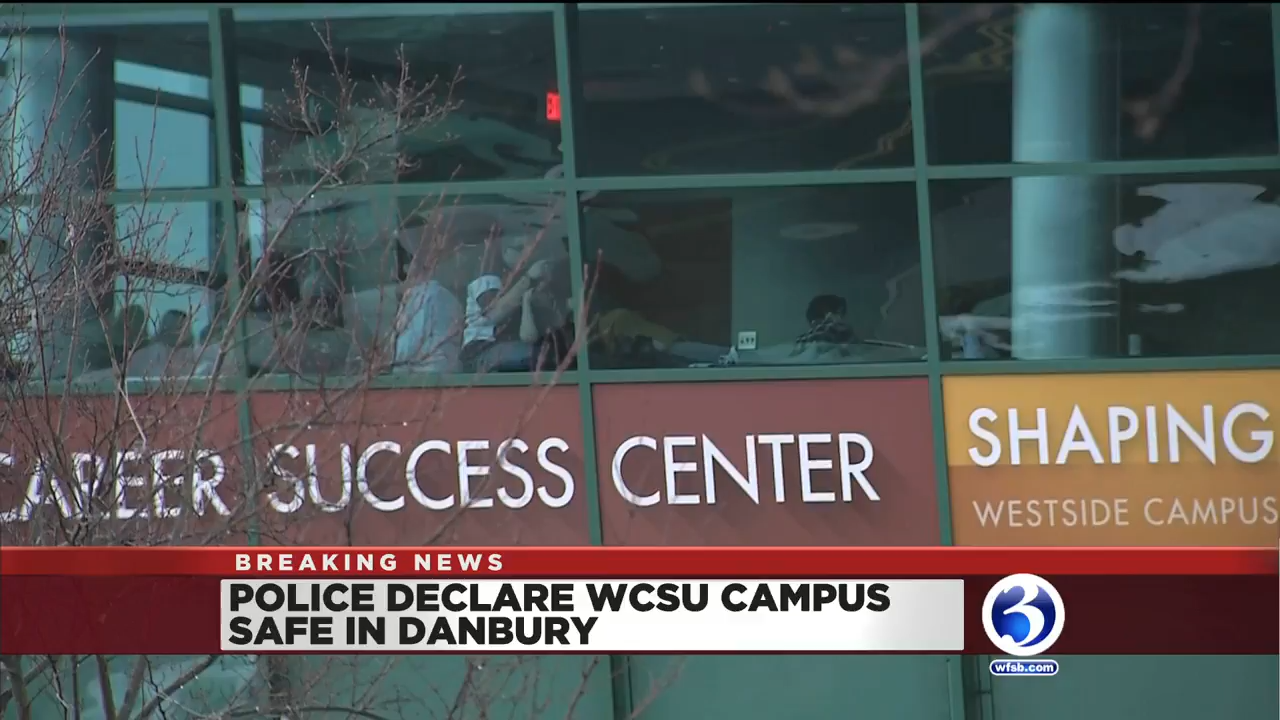 CAREER SUCCESS CENTER
SHAPING
WESTSIDE CAMPUS
BREAKING NEWS
POLICE DECLARE WCSU CAMPUS
SAFE IN DANBURY
3
wfsb.com